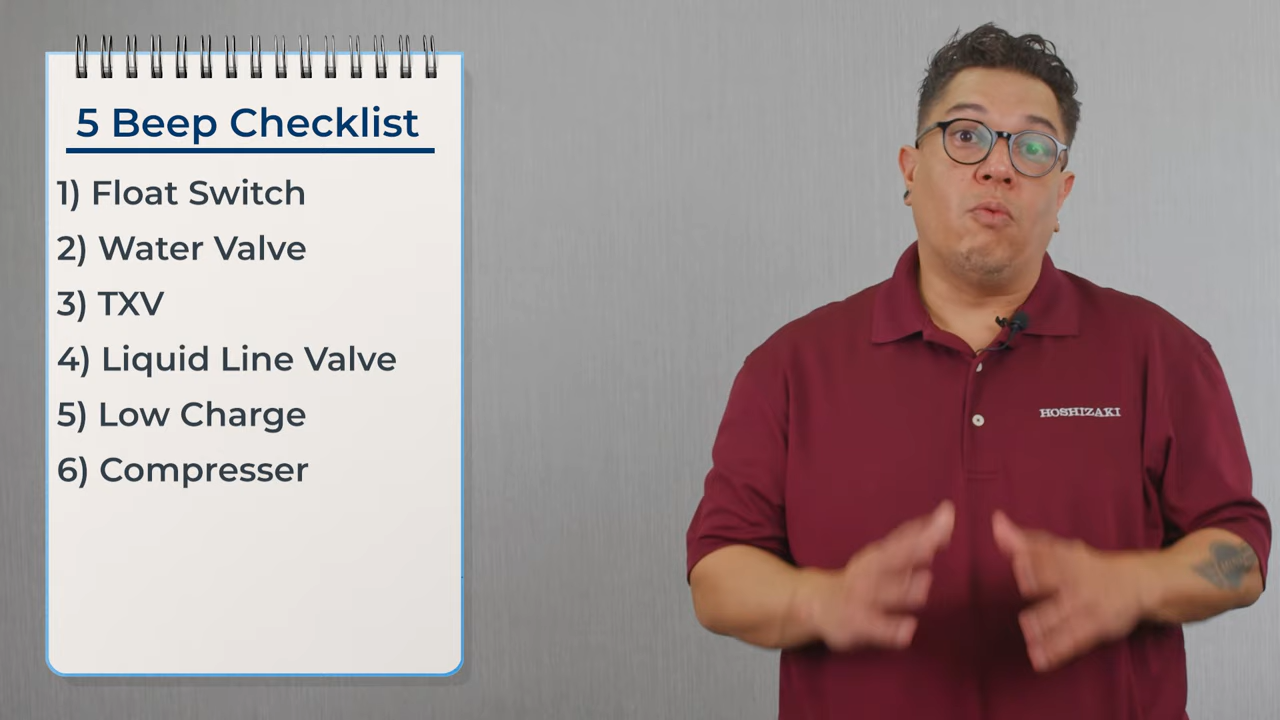 5 Beep Checklist
1) Float Switch
2) Water Valve
3) TXV
4) Liquid Line Valve
5) Low Charge
6) Compresser
HOSHIZAKI